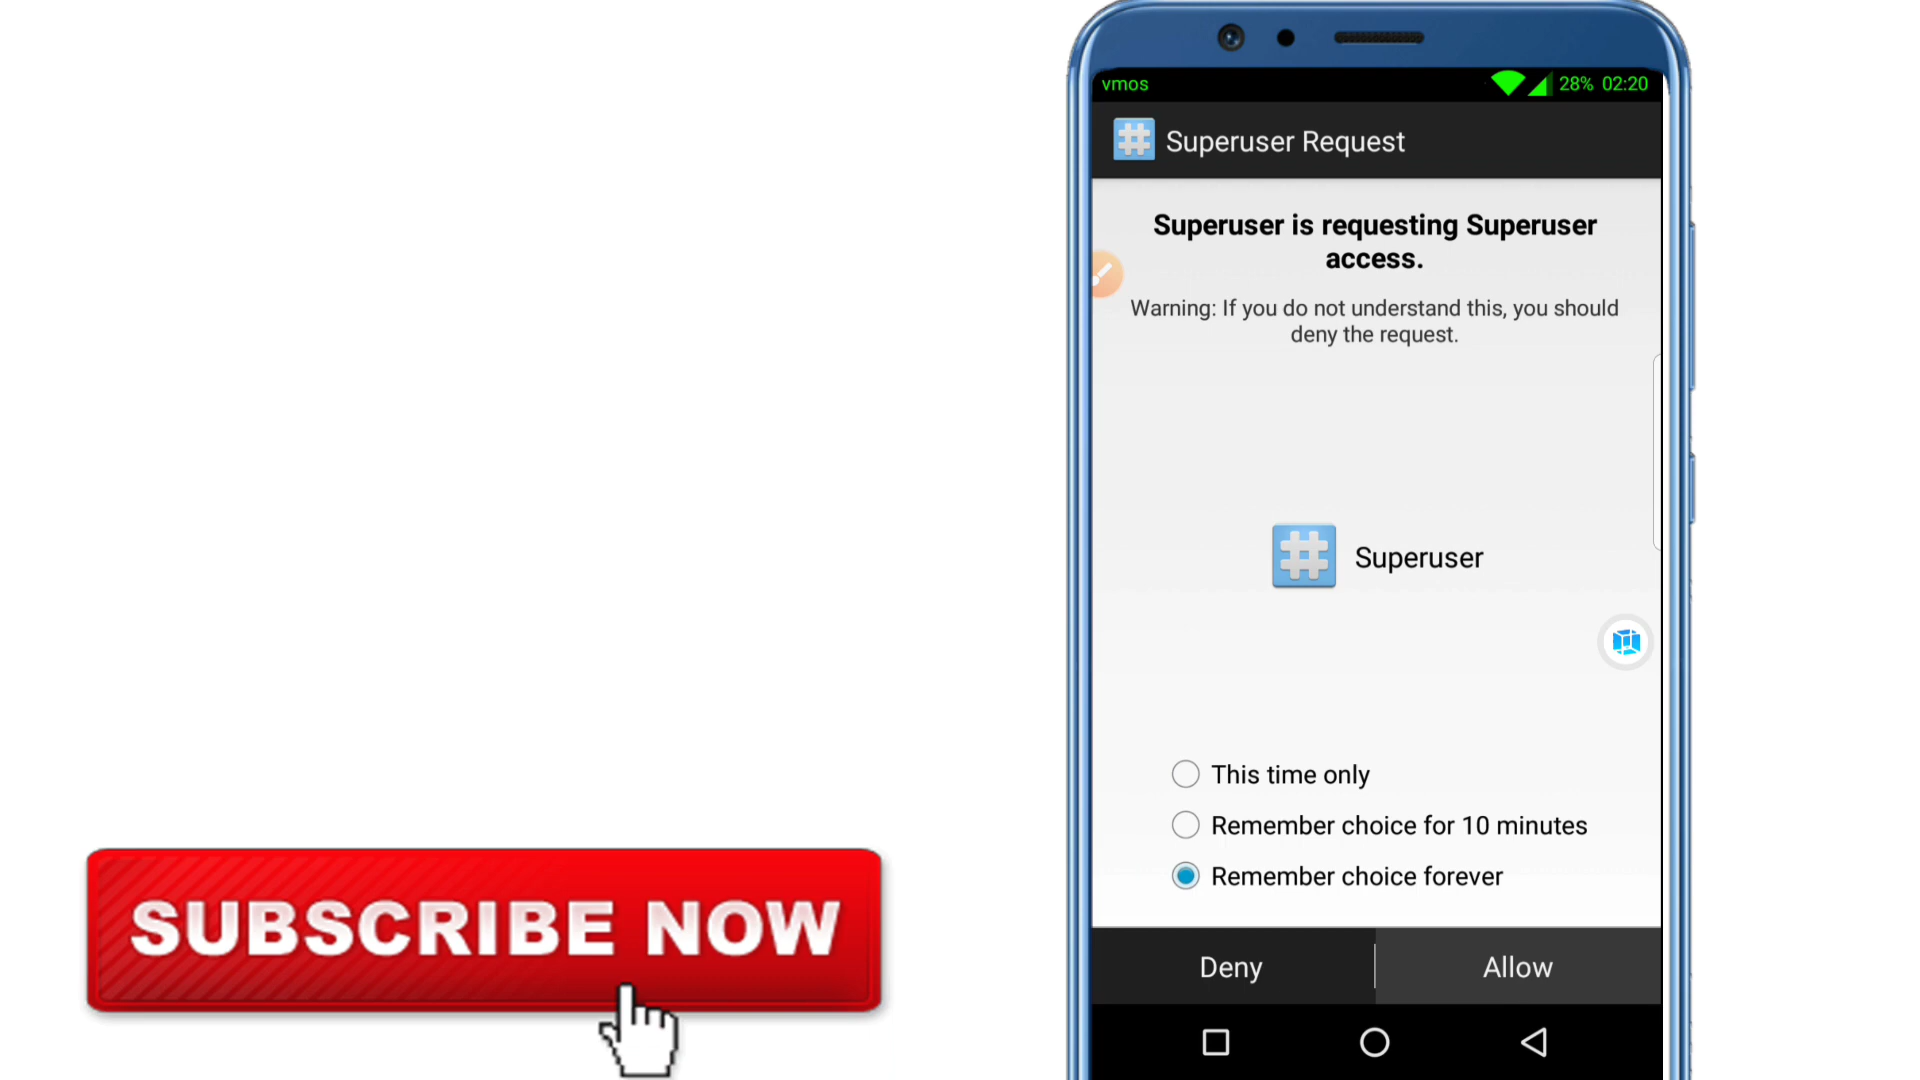 vmos
28% 02:20
Superuser Request
Superuser is requesting Superuser
access.
Warning: If you do not understand this, you should
deny the request.
Superuser
This time only
Remember choice for 10 minutes
Remember choice forever
Deny
Allow
SUBSCRIBE NOW